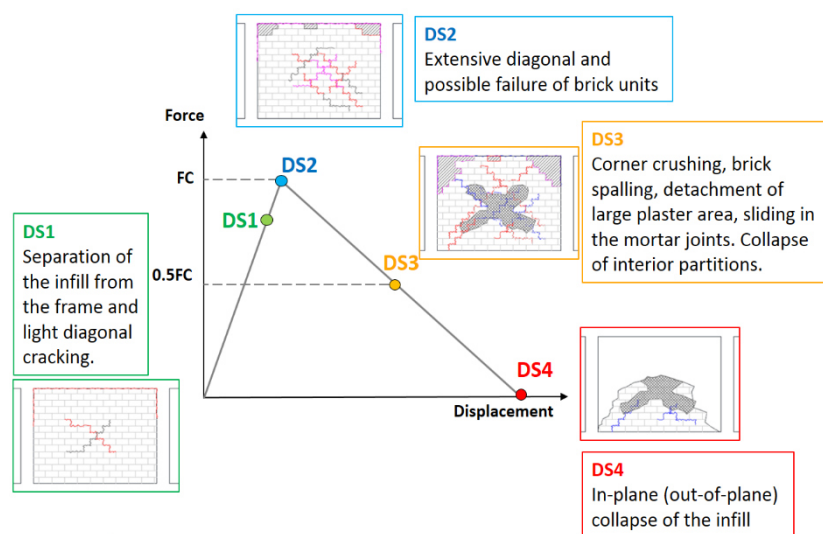 DS2
Extensive diagonal and
possible failure of brick units
Force
FC
DS2
DS1
DS3
0.5FC
DS4
Displacement
DS3
Corner crushing, brick
spalling, detachment of
large plaster area, sliding in
the mortar joints. Collapse
of interior partitions.
DS1
Separation of
the infill from
the frame and
light diagonal
cracking.
DS4
In-plane (out-of-plane)
collapse of the infill